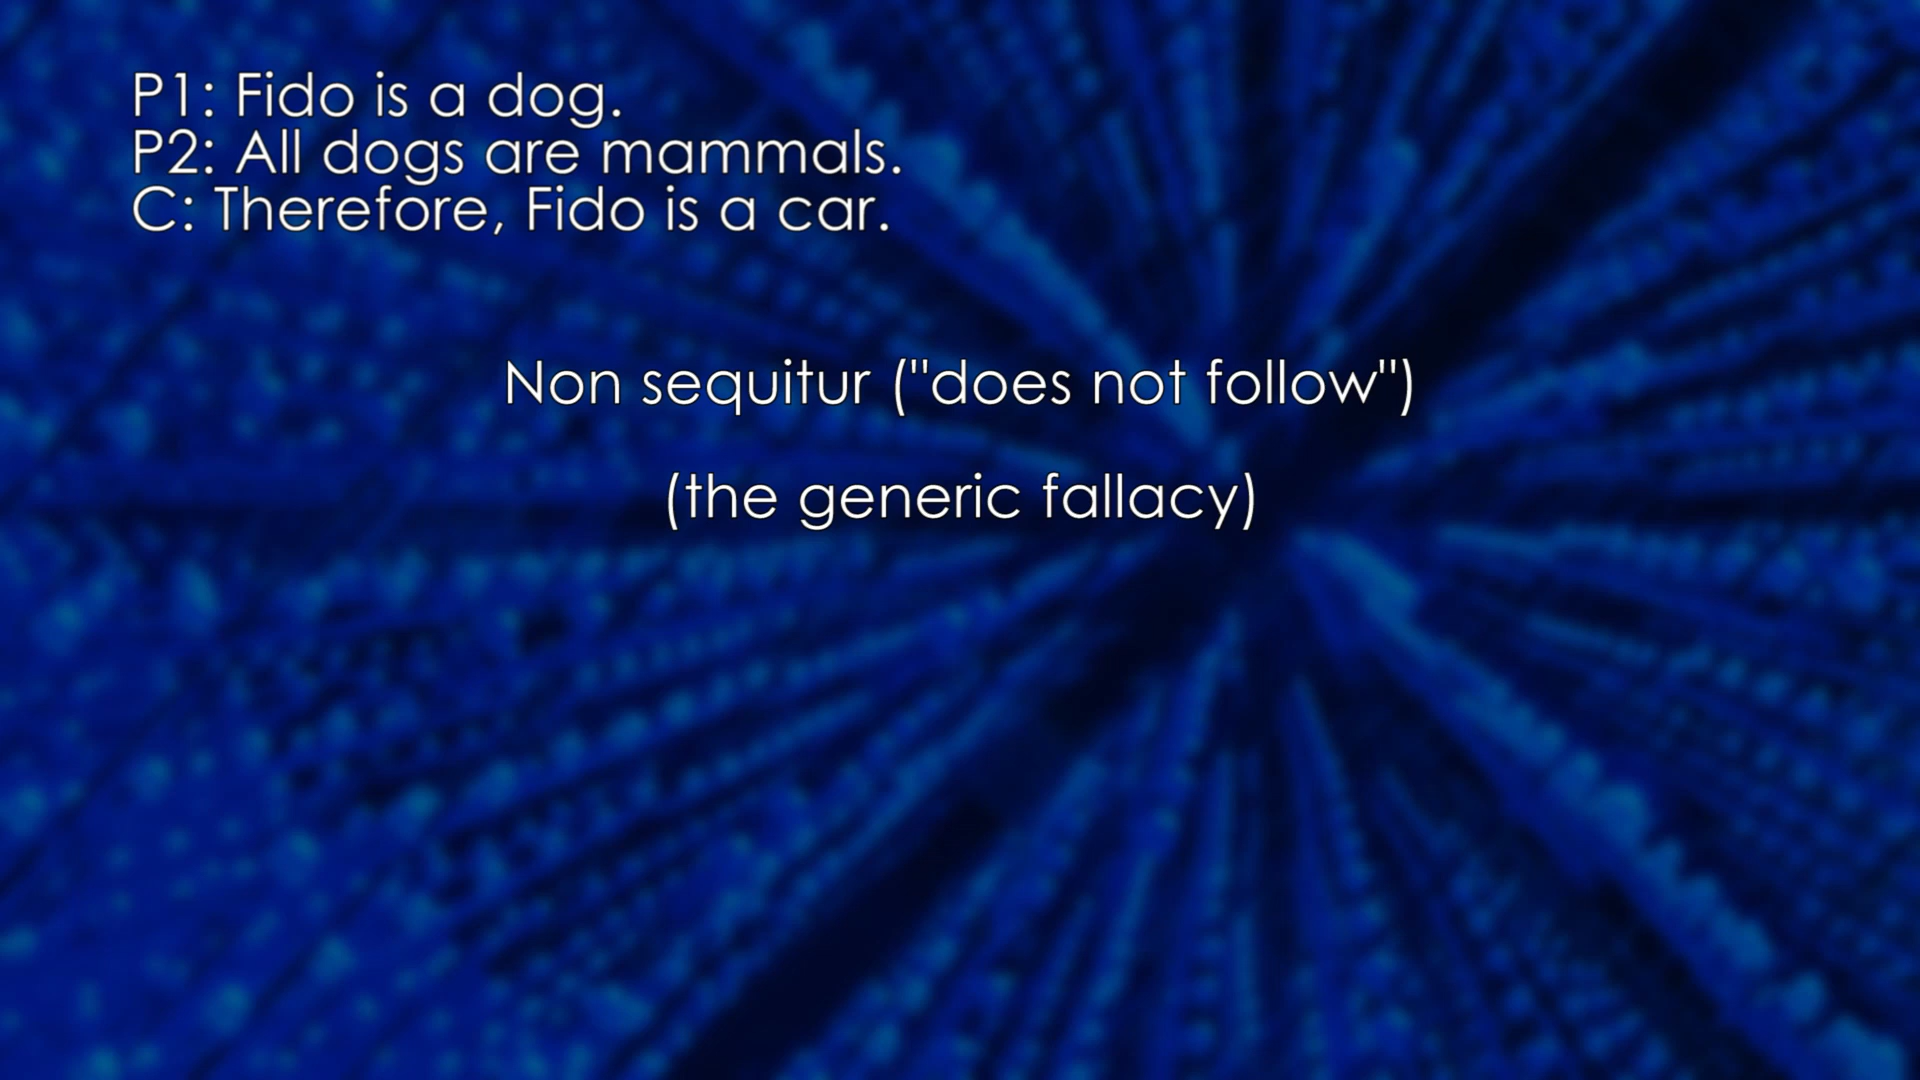 P1: Fido is a dog.
P2: All dogs are mammals.
C: Therefore, Fido is a car.
Non sequitur ("does not follow")
(the generic fallacy)